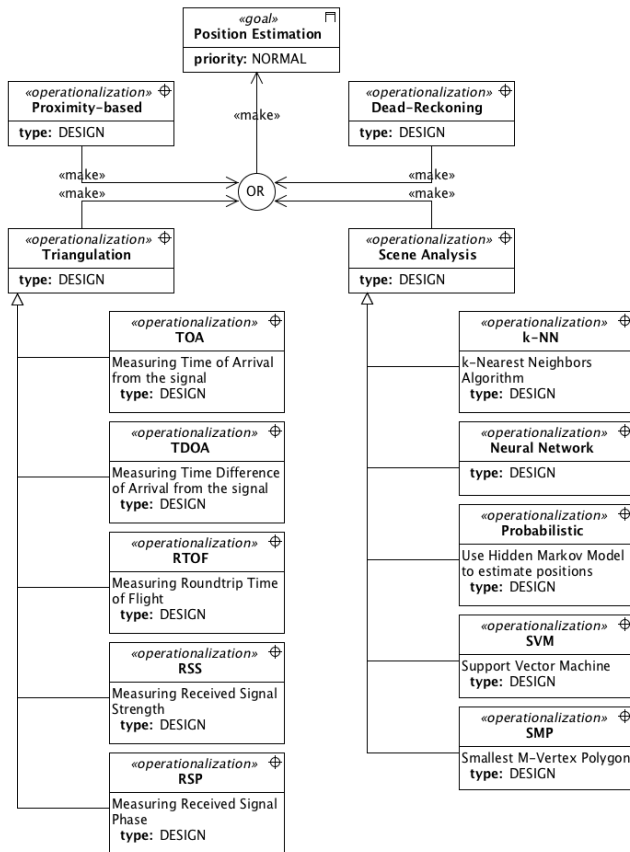 «goal»
Position Estimation
priority: NORMAL
«operationalization»
Proximity-based
type: DESIGN
«operationalization»
Dead-Reckoning
type: DESIGN
«make»
«make»
«make»
«make»
«make»
OR
«operationalization»
Triangulation
type: DESIGN
«operationalization»
Scene Analysis
type: DESIGN
«operationalization»
TOA
Measuring Time of Arrival
from the signal
type: DESIGN
«operationalization»
TDOA
Measuring Time Difference
of Arrival from the signal
type: DESIGN
«operationalization»
RTOF
Measuring Roundtrip Time
of Flight
type: DESIGN
«operationalization»
RSS
Measuring Received Signal
Strength
type: DESIGN
«operationalization»
RSP
Measuring Received Signal
Phase
type: DESIGN
«operationalization»
k-NN
k-Nearest Neighbors
Algorithm
type: DESIGN
«operationalization»
Neural Network
type: DESIGN
«operationalization»
Probabilistic
Use Hidden Markov Model
to estimate positions
type: DESIGN
«operationalization»
SVM
Support Vector Machine
type: DESIGN
«operationalization»
SMP
Smallest M-Vertex Polygon
type: DESIGN